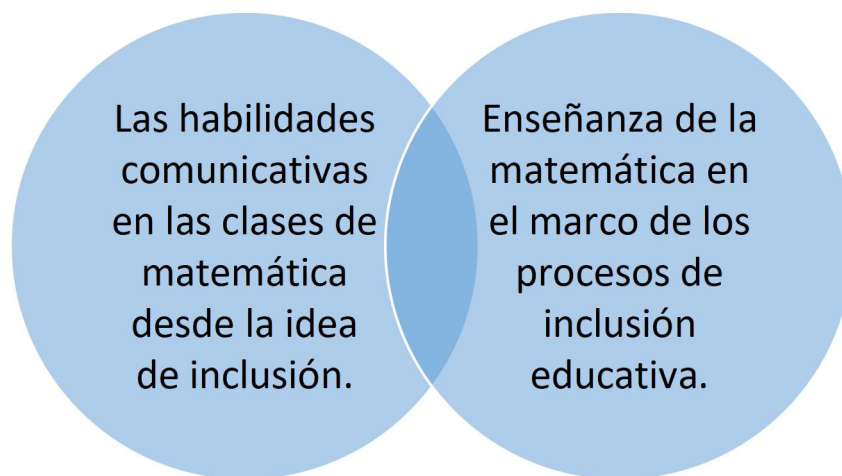 Las habilidades
comunicativas
en las clases de
matemática
desde la idea
de inclusión.
Enseñanza de la
matemática en
el marco de los
procesos de
inclusión
educativa.